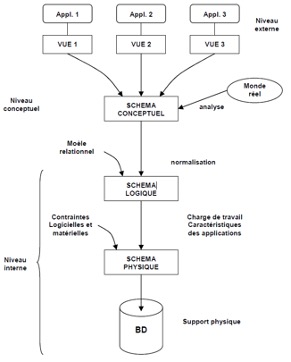 Appl. 1
Appl. 2
Appl. 3
Niveau
externe
VUE 1
VUE 2
VUE 3
Monde
réel
Niveau
conceptuel
SCHEMA
CONCEPTUEL
analyse
Moèle
relationnel
normalisation
SCHEMA
LOGIQUE
Contraintes
Logicielles et
matérielles
Charge de travail
Caractéristiques
des applications
Niveau
interne
SCHEMA
PHYSIQUE
BD
Support physique